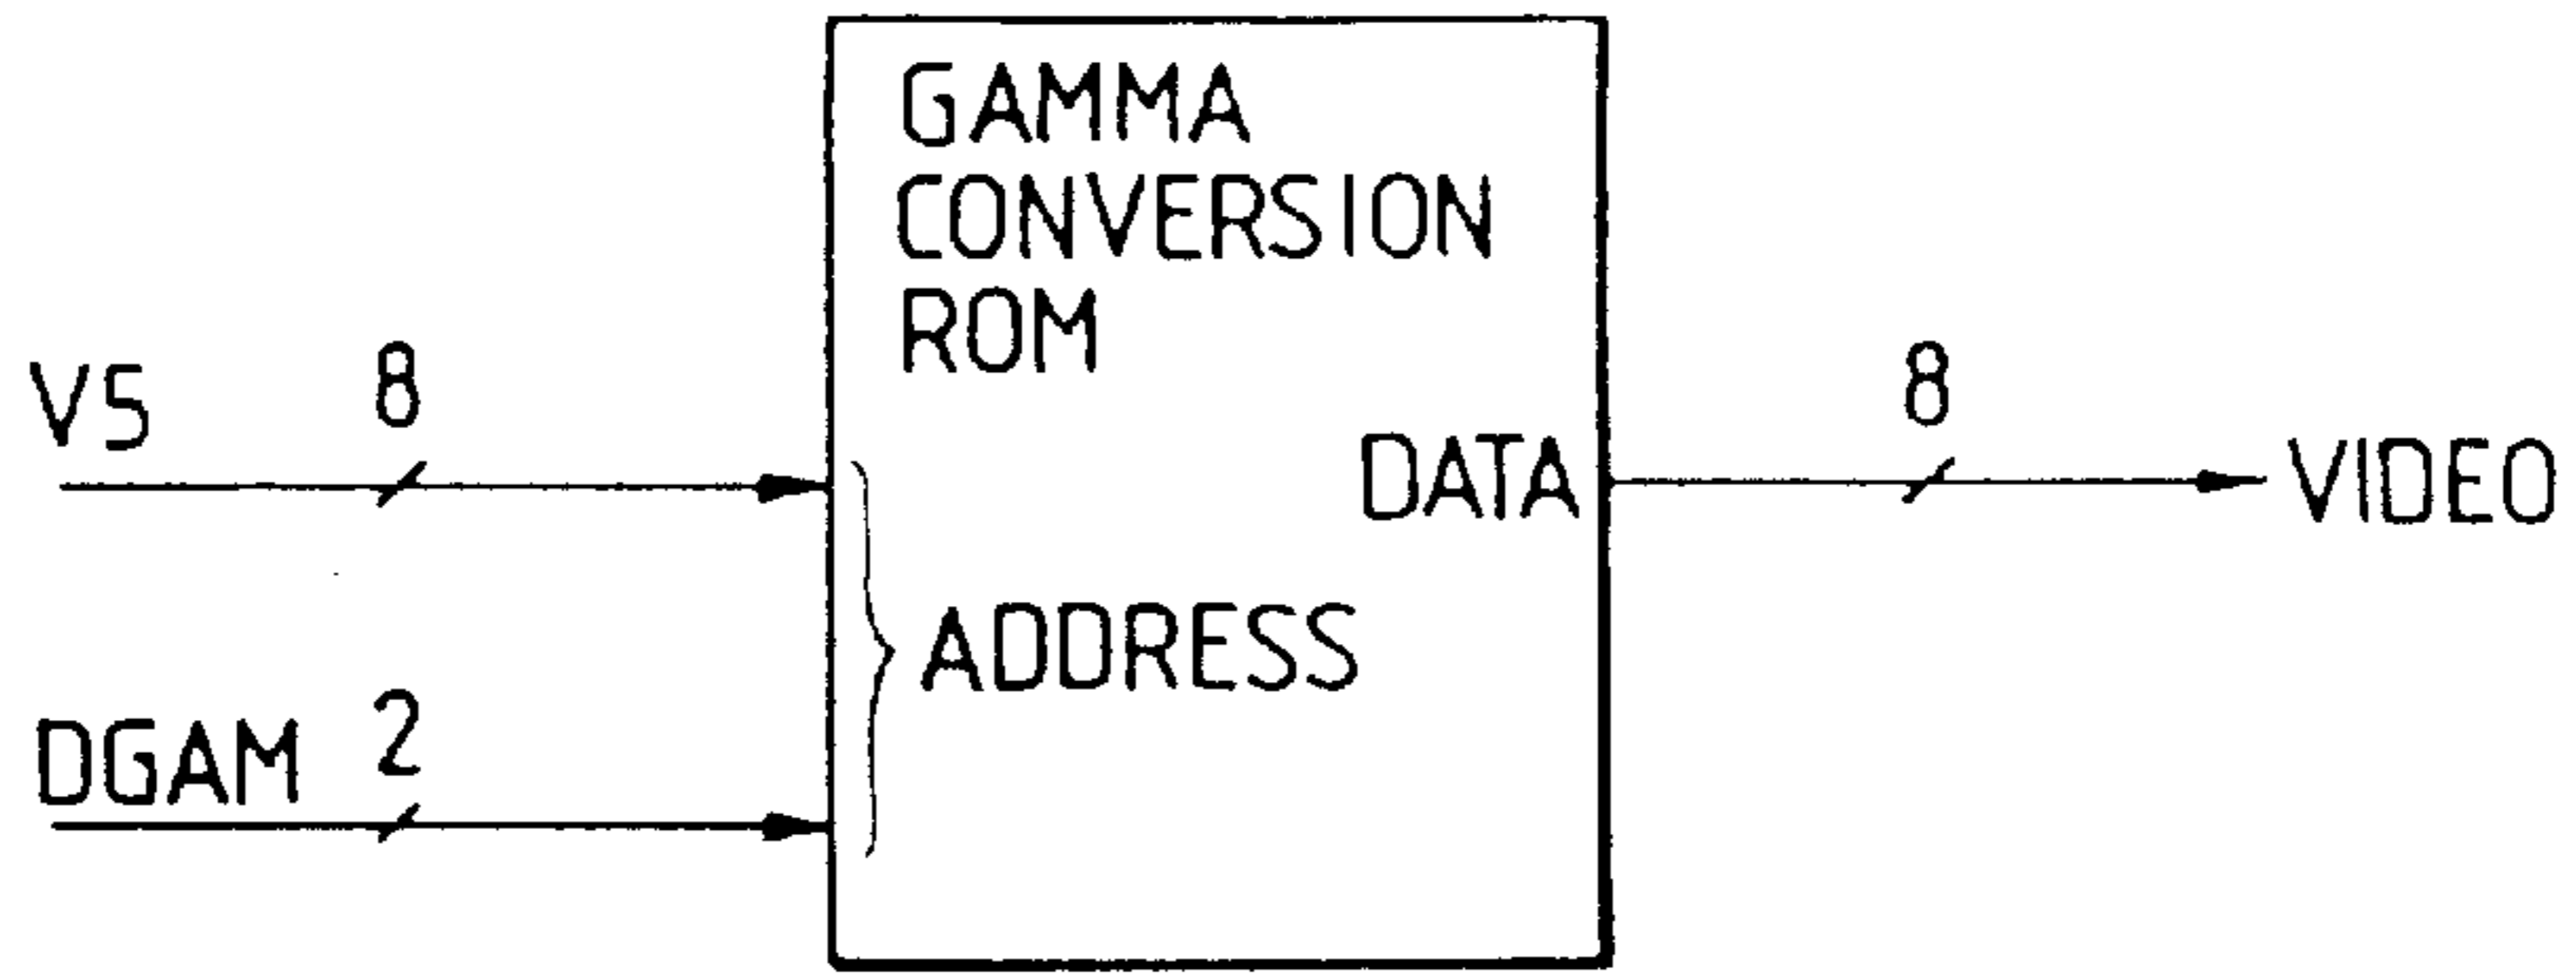 GAMMA
CONVERSION
ROM
V5
8
DATA
8
VIDEO
ADDRESS
DGAM
2